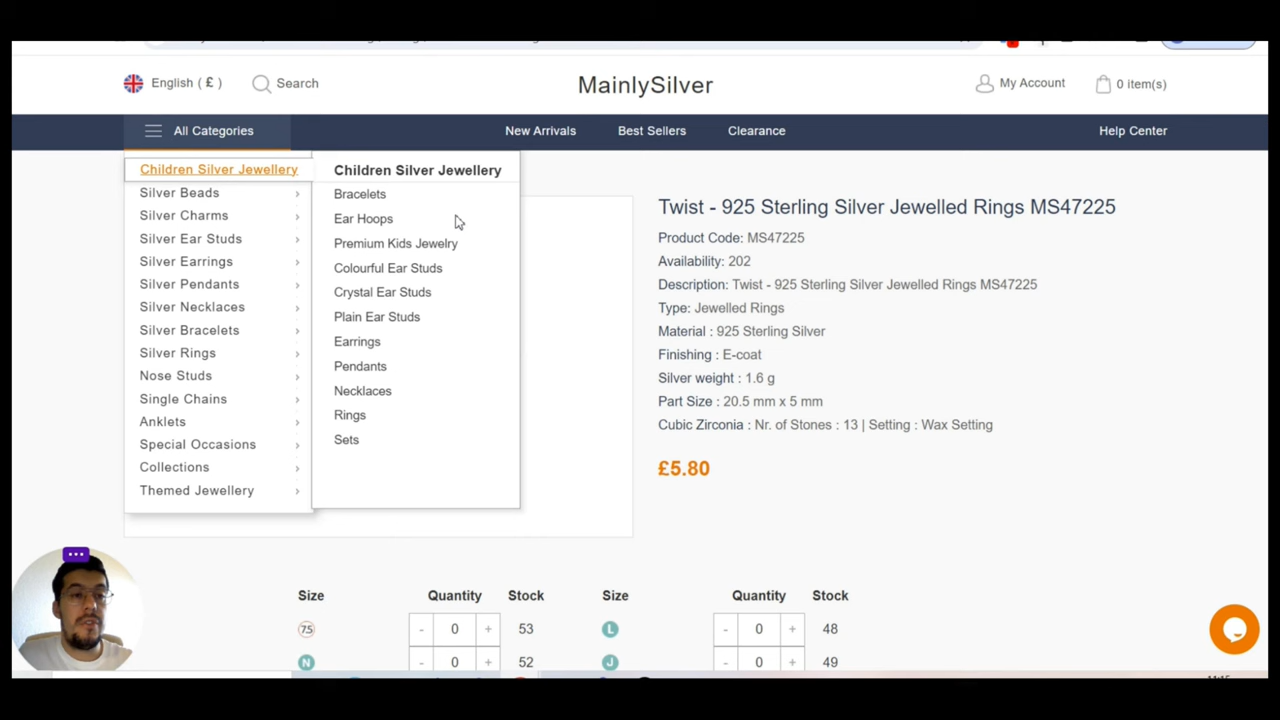 English ( £ )
Search
MainlySilver
My Account
0 item(s)
All Categories
New Arrivals
Best Sellers
Clearance
Help Center
Children Silver Jewellery
Silver Beads
Silver Charms
Silver Ear Studs
Silver Earrings
Silver Pendants
Silver Necklaces
Silver Bracelets
Silver Rings
Nose Studs
Single Chains
Anklets
Special Occasions
Collections
Themed Jewellery
Children Silver Jewellery
Bracelets
Ear Hoops
Premium Kids Jewelry
Colourful Ear Studs
Crystal Ear Studs
Plain Ear Studs
Earrings
Pendants
Necklaces
Rings
Sets
Twist - 925 Sterling Silver Jewelled Rings MS47225
Product Code: MS47225
Availability: 202
Description: Twist - 925 Sterling Silver Jewelled Rings MS47225
Type: Jewelled Rings
Material : 925 Sterling Silver
Finishing : E-coat
Silver weight : 1.6 g
Part Size : 20.5 mm x 5 mm
Cubic Zirconia : Nr. of Stones : 13 | Setting : Wax Setting
£5.80
Size Quantity Stock Size Quantity Stock
7.5 - 0 + 53 L - 0 + 48
N - 0 + 52 J - 0 + 49